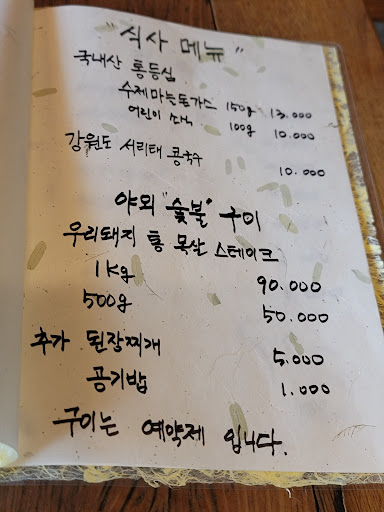 "식사 메뉴"
국내산 통등심
수제마늘돈가스 150g 13.000
어린이 소녁 100g 10.000
강원도 서리태 콩국수
10.000
야외 "숯불" 구이
우리돼지 통 목살 스테이크
1kg 90.000
500g 50.000
추가 된장찌개 5.000
공기밥 1.000
구이는 예약제 입니다.